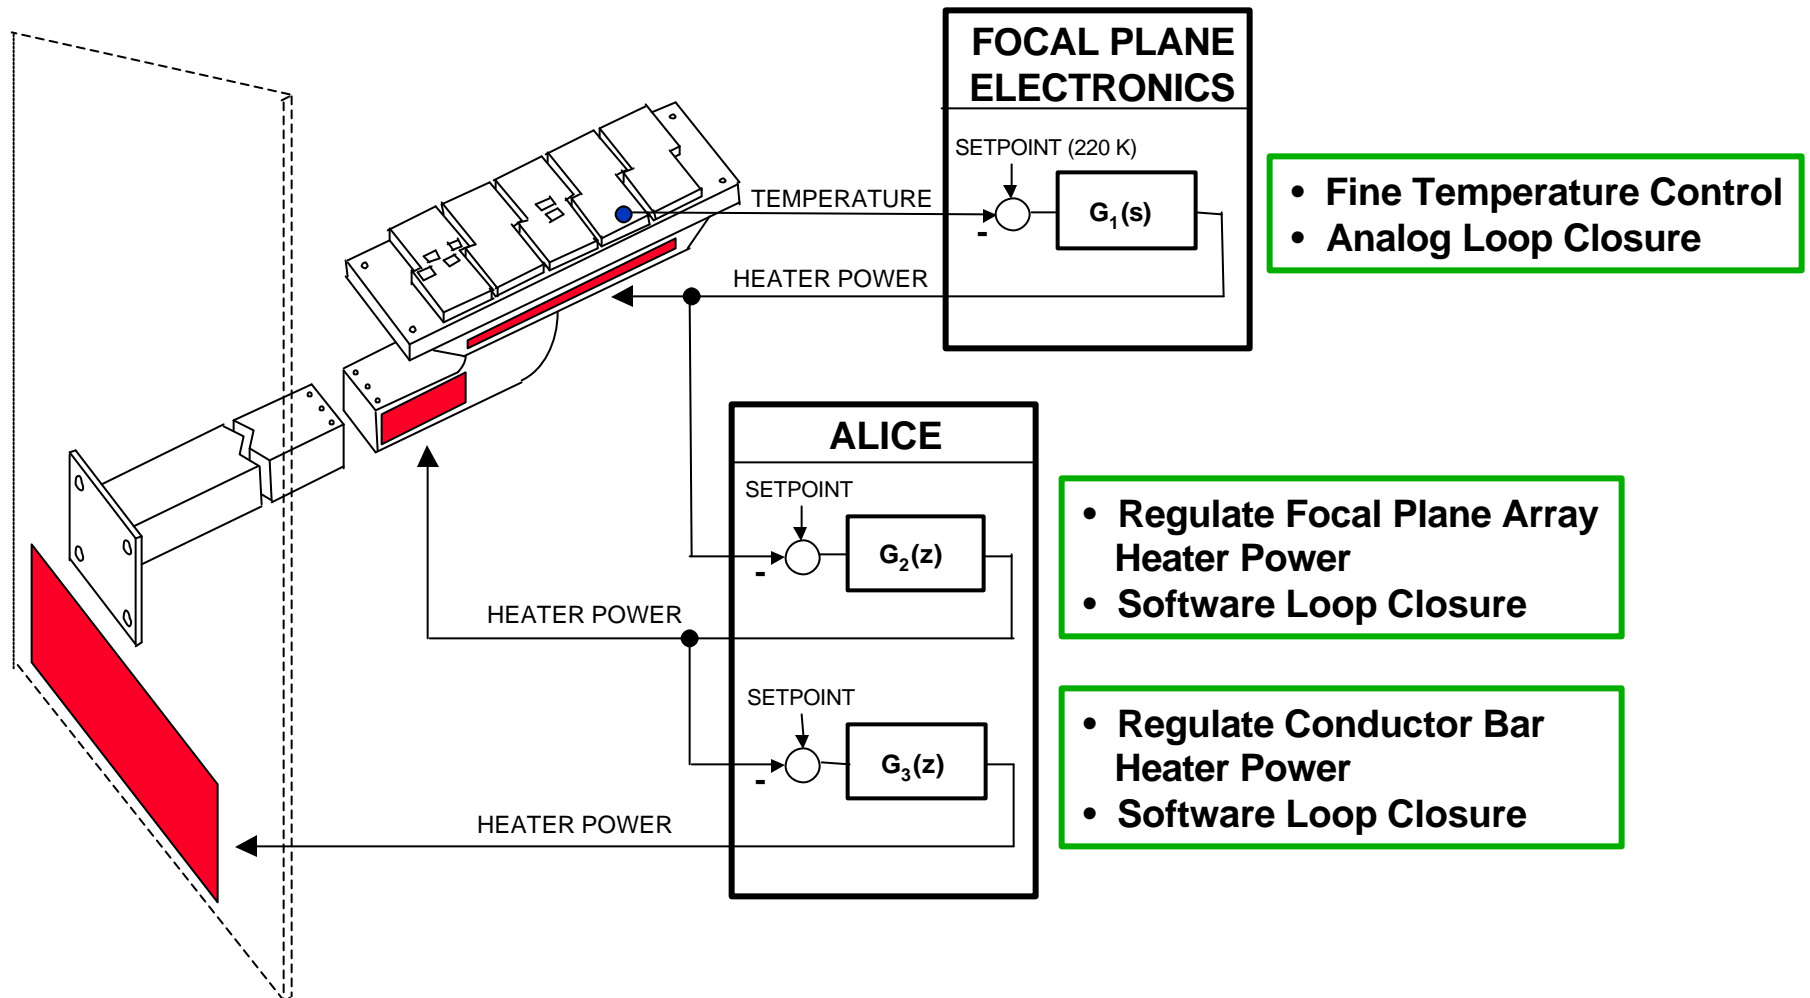 FOCAL PLANE
ELECTRONICS
SETPOINT (220 K)
TEMPERATURE
-
G1(s)
HEATER POWER
• Fine Temperature Control
• Analog Loop Closure
ALICE
SETPOINT
-
G2(z)
HEATER POWER
• Regulate Focal Plane Array
Heater Power
• Software Loop Closure
SETPOINT
-
G3(z)
HEATER POWER
• Regulate Conductor Bar
Heater Power
• Software Loop Closure